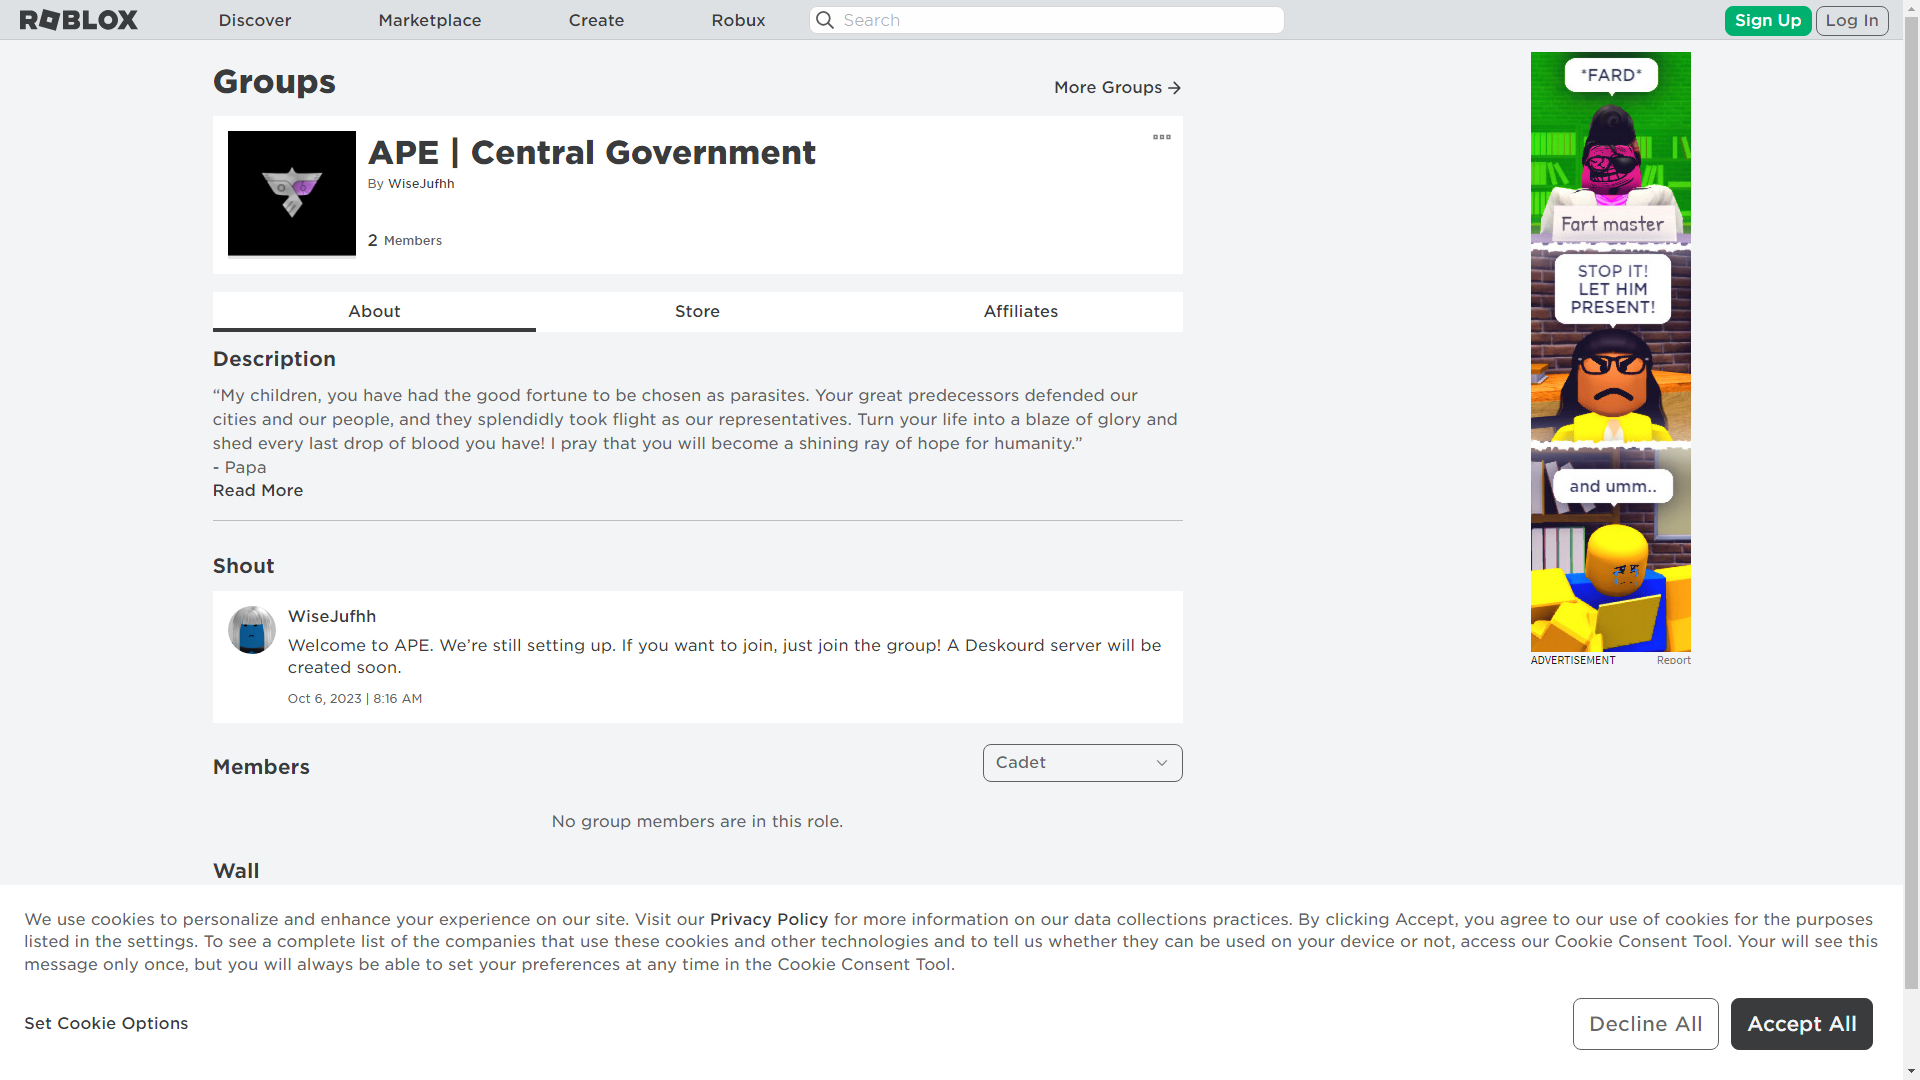 ROBLOX
Discover
Marketplace
Create
Robux
Search
Sign Up
Log In
Groups
More Groups
APE | Central Government
By WiseJufhh
2 Members
About
Store
Affiliates
Description
“My children, you have had the good fortune to be chosen as parasites. Your great predecessors defended our
cities and our people, and they splendidly took flight as our representatives. Turn your life into a blaze of glory and
shed every last drop of blood you have! I pray that you will become a shining ray of hope for humanity.”
- Papa
Read More
Shout
WiseJufhh
Welcome to APE. We’re still setting up. If you want to join, just join the group! A Deskourd server will be
created soon.
Oct 6, 2023 | 8:16 AM
Members
Cadet
No group members are in this role.
Wall
*FARD*
Fart master
STOP IT!
LET HIM
PRESENT!
and umm..
ADVERTISEMENT
Report
We use cookies to personalize and enhance your experience on our site. Visit our Privacy Policy for more information on our data collections practices. By clicking Accept, you agree to our use of cookies for the purposes
listed in the settings. To see a complete list of the companies that use these cookies and other technologies and to tell us whether they can be used on your device or not, access our Cookie Consent Tool. Your will see this
message only once, but you will always be able to set your preferences at any time in the Cookie Consent Tool.
Set Cookie Options
Decline All
Accept All